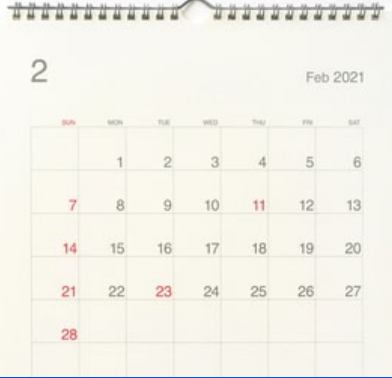 2
Feb 2021
SUN MON TUE WED THU FRI SAT
1 2 3 4 5 6
7 8 9 10 11 12 13
14 15 16 17 18 19 20
21 22 23 24 25 26 27
28